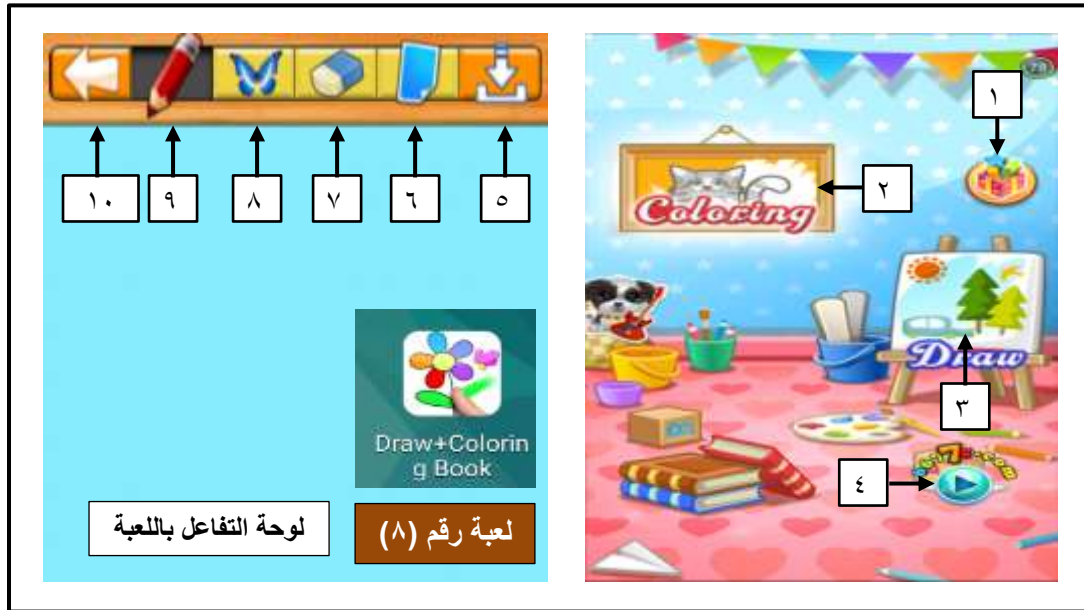 ١
٢
Coloring
Draw
٣
٤
٥
٦
٧
٨
٩
١٠
Draw+Colorin
g Book
لعبة رقم (٨)
لوحة التفاعل باللعبة